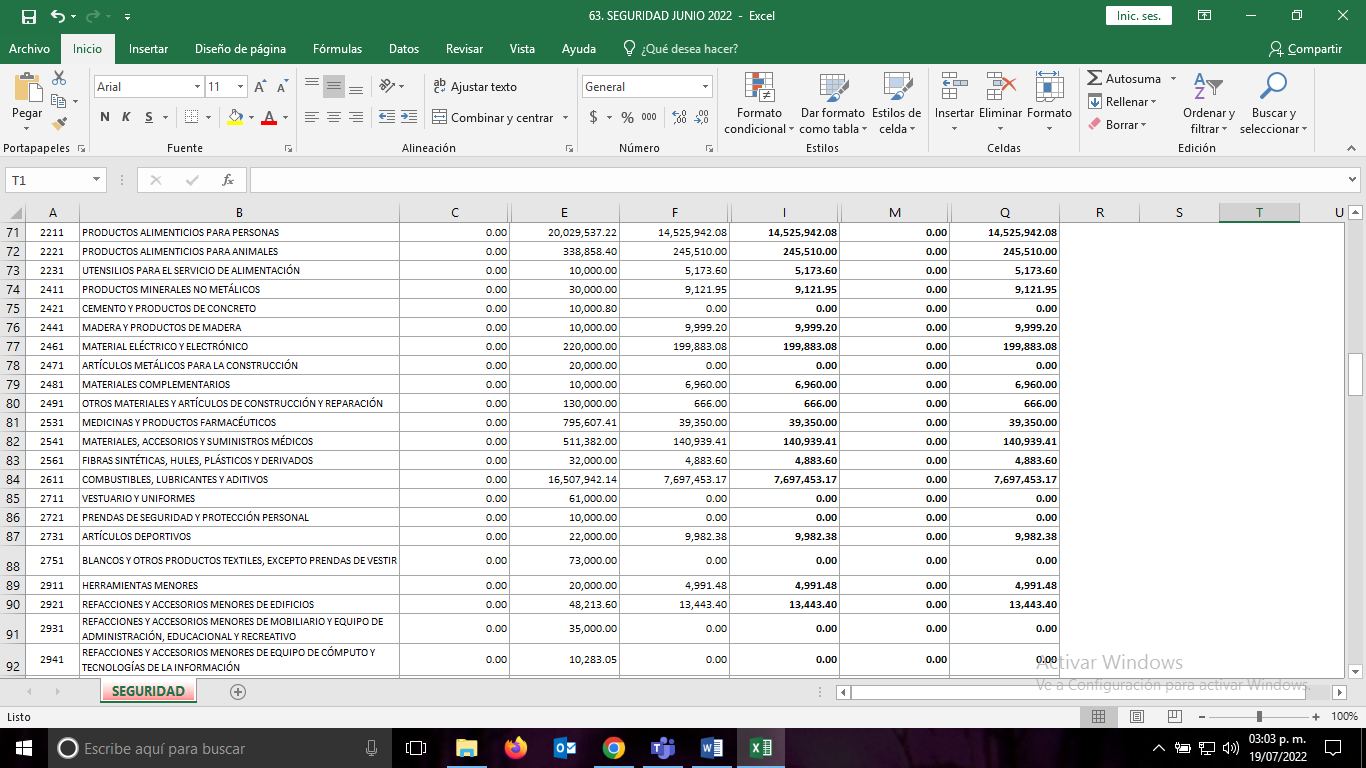 63. SEGURIDAD JUNIO 2022 - Excel
Inic. ses.
Archivo Inicio Insertar Diseño de página Fórmulas Datos Revisar Vista Ayuda ¿Qué desea hacer? Compartir
Pegar
Portapapeles
Arial 11
N K S
Fuente
Ajustar texto
Combinar y centrar
Alineación
General
$ % 000
Número
Formato condicional
Dar formato como tabla
Estilos de celda
Estilos
Insertar Eliminar Formato
Celdas
Autosuma
Rellenar
Borrar
Ordenar y filtrar
Buscar y seleccionar
Edición
T1
fx
A B C E F I M Q R S T U
71 2211 PRODUCTOS ALIMENTICIOS PARA PERSONAS 0.00 20,029,537.22 14,525,942.08 14,525,942.08 0.00 14,525,942.08
72 2221 PRODUCTOS ALIMENTICIOS PARA ANIMALES 0.00 338,858.40 245,510.00 245,510.00 0.00 245,510.00
73 2231 UTENSILIOS PARA EL SERVICIO DE ALIMENTACIÓN 0.00 10,000.00 5,173.60 5,173.60 0.00 5,173.60
74 2411 PRODUCTOS MINERALES NO METÁLICOS 0.00 30,000.00 9,121.95 9,121.95 0.00 9,121.95
75 2421 CEMENTO Y PRODUCTOS DE CONCRETO 0.00 10,000.80 0.00 0.00 0.00 0.00
76 2441 MADERA Y PRODUCTOS DE MADERA 0.00 10,000.00 9,999.20 9,999.20 0.00 9,999.20
77 2461 MATERIAL ELÉCTRICO Y ELECTRÓNICO 0.00 220,000.00 199,883.08 199,883.08 0.00 199,883.08
78 2471 ARTÍCULOS METÁLICOS PARA LA CONSTRUCCIÓN 0.00 20,000.00 0.00 0.00 0.00 0.00
79 2481 MATERIALES COMPLEMENTARIOS 0.00 10,000.00 6,960.00 6,960.00 0.00 6,960.00
80 2491 OTROS MATERIALES Y ARTÍCULOS DE CONSTRUCCIÓN Y REPARACIÓN 0.00 130,000.00 666.00 666.00 0.00 666.00
81 2531 MEDICINAS Y PRODUCTOS FARMACÉUTICOS 0.00 795,607.41 39,350.00 39,350.00 0.00 39,350.00
82 2541 MATERIALES, ACCESORIOS Y SUMINISTROS MÉDICOS 0.00 511,382.00 140,939.41 140,939.41 0.00 140,939.41
83 2561 FIBRAS SINTÉTICAS, HULES, PLÁSTICOS Y DERIVADOS 0.00 32,000.00 4,883.60 4,883.60 0.00 4,883.60
84 2611 COMBUSTIBLES, LUBRICANTES Y ADITIVOS 0.00 16,507,942.14 7,697,453.17 7,697,453.17 0.00 7,697,453.17
85 2711 VESTUARIO Y UNIFORMES 0.00 61,000.00 0.00 0.00 0.00 0.00
86 2721 PRENDAS DE SEGURIDAD Y PROTECCIÓN PERSONAL 0.00 10,000.00 0.00 0.00 0.00 0.00
87 2731 ARTÍCULOS DEPORTIVOS 0.00 22,000.00 9,982.38 9,982.38 0.00 9,982.38
88 2751 BLANCOS Y OTROS PRODUCTOS TEXTILES, EXCEPTO PRENDAS DE VESTIR 0.00 73,000.00 0.00 0.00 0.00 0.00
89 2911 HERRAMIENTAS MENORES 0.00 20,000.00 4,991.48 4,991.48 0.00 4,991.48
90 2921 REFACCIONES Y ACCESORIOS MENORES DE EDIFICIOS 0.00 48,213.60 13,443.40 13,443.40 0.00 13,443.40
91 2931 REFACCIONES Y ACCESORIOS MENORES DE MOBILIARIO Y EQUIPO DE
ADMINISTRACIÓN, EDUCACIONAL Y RECREATIVO 0.00 35,000.00 0.00 0.00 0.00 0.00
92 2941 REFACCIONES Y ACCESORIOS MENORES DE EQUIPO DE CÓMPUTO Y
TECNOLOGÍAS DE LA INFORMACIÓN 0.00 10,283.05 0.00 0.00 0.00 0.00
Activar Windows
Ve a Configuración para activar Windows.
SEGURIDAD
Listo
100%
Escribe aquí para buscar
03:03 p. m.
19/07/2022